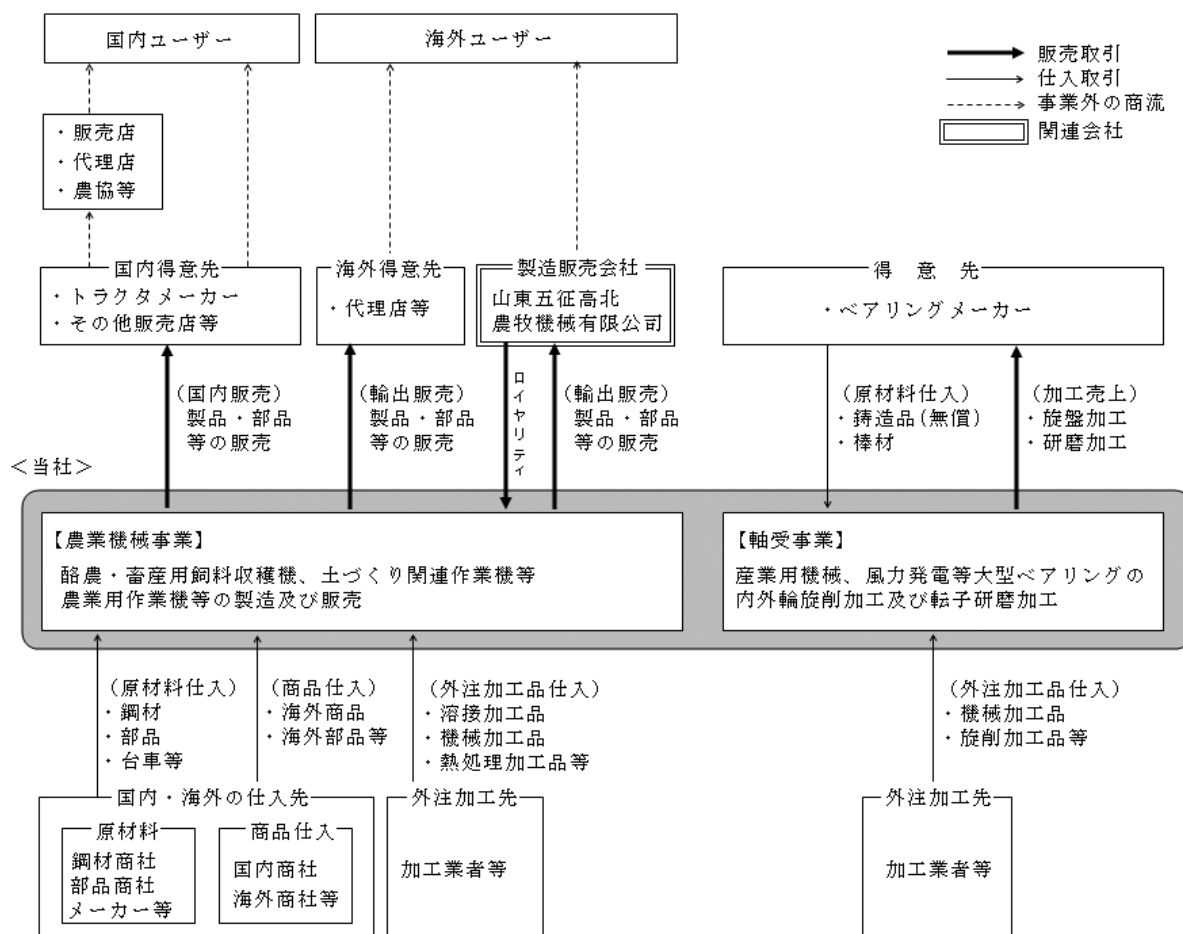 国内ユーザー
海外ユーザー
販売取引
仕入取引
事業外の商流
関連会社
・販売店
・代理店
・農協等
国内得意先
・トラクタメーカー
・その他販売店等
海外得意先
・代理店等
製造販売会社
山東五征高北
農牧機械有限公司
得意先
・ベアリングメーカー
(国内販売)
製品・部品
等の販売
(輸出販売)
製品・部品
等の販売
ロイヤリティ
(輸出販売)
製品・部品
等の販売
(原材料仕入)
・鋳造品(無償)
・棒材
(加工売上)
・旋盤加工
・研磨加工
<当社>
【農業機械事業】
酪農・畜産用飼料収穫機、土づくり関連作業機等
農業用作業機等の製造及び販売
【軸受事業】
産業用機械、風力発電等大型ベアリングの
内外輪旋削加工及び転子研磨加工
(原材料仕入)
・鋼材
・部品
・台車等
(商品仕入)
・海外商品
・海外部品等
(外注加工品仕入)
・溶接加工品
・機械加工品
・熱処理加工品等
(外注加工品仕入)
・機械加工品
・旋削加工品等
国内・海外の仕入先
原材料
鋼材商社
部品商社
メーカー等
商品仕入
国内商社
海外商社等
外注加工先
加工業者等
外注加工先
加工業者等